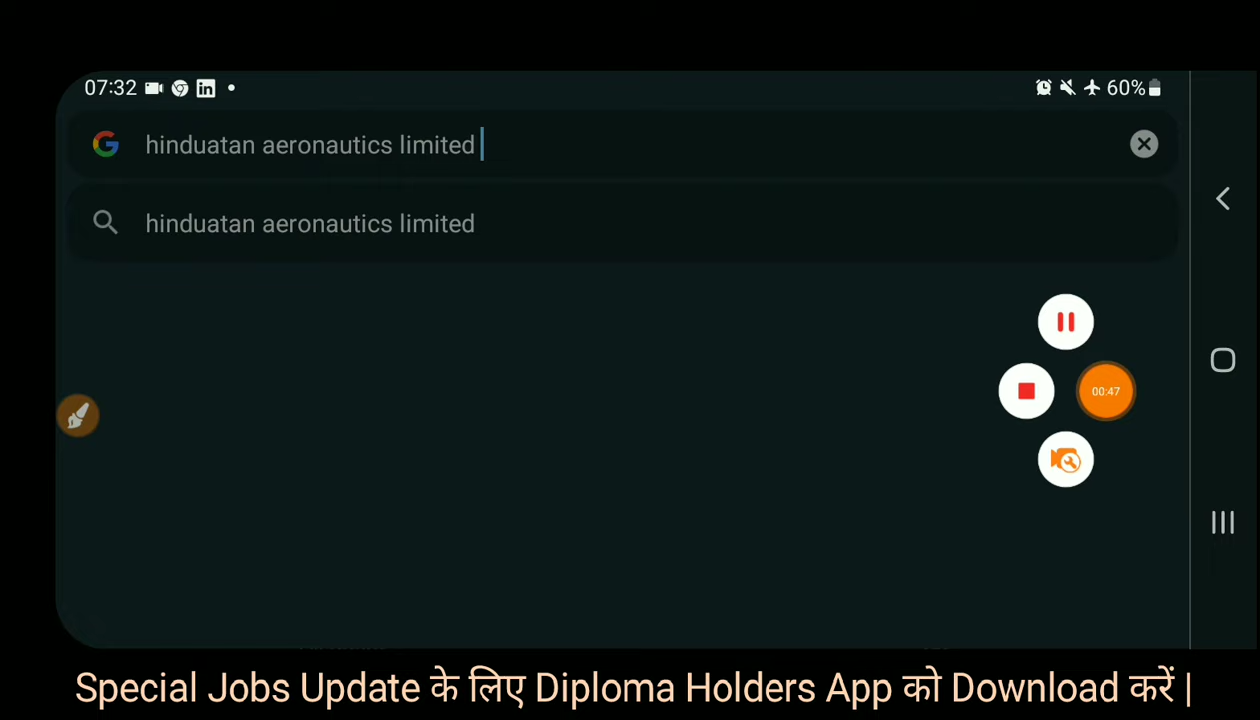 07:32 in 60%
hinduatan aeronautics limited
hinduatan aeronautics limited
00:47
Special Jobs Update के लिए Diploma Holders App को Download करें |